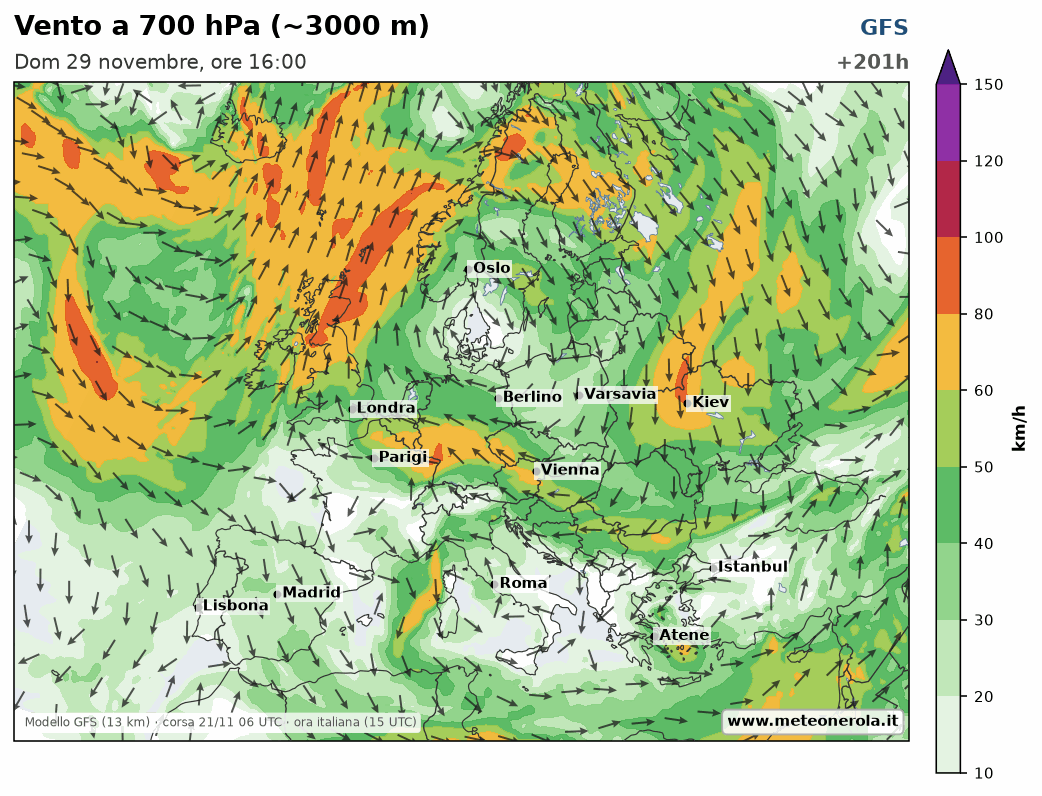 Vento a 700 hPa (~3000 m)
GFS
Dom 29 novembre, ore 16:00
+201h
150
120
100
80
60
50
40
30
20
10
km/h
Oslo
Berlino
Varsavia
Kiev
Londra
Parigi
Vienna
Istanbul
Roma
Madrid
Lisbona
Atene
Modello GFS (13 km) · corsa 21/11 06 UTC · ora italiana (15 UTC)
www.meteonerola.it